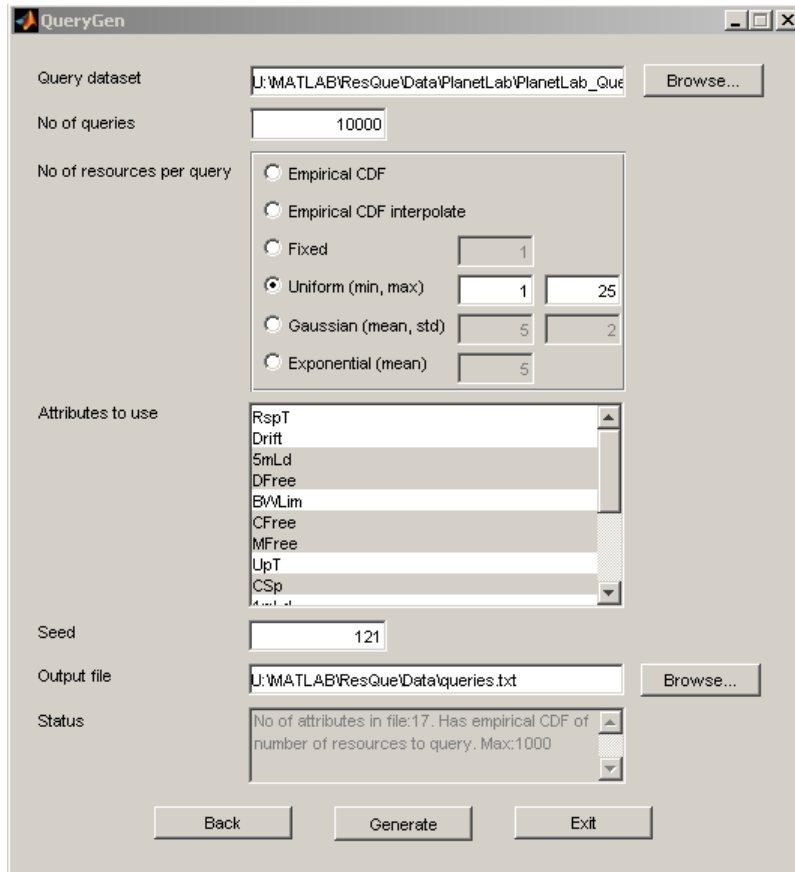 QueryGen
Query dataset U:\MATLAB\ResQue\Data\PlanetLab\PlanetLab_Que Browse...
No of queries 10000
No of resources per query
Empirical CDF
Empirical CDF interpolate
Fixed 1
Uniform (min, max) 1 25
Gaussian (mean, std) 5 2
Exponential (mean) 5
Attributes to use
RspT
Drift
5mLd
DFree
BWLim
CFree
MFree
UpT
CSp
Seed 121
Output file U:\MATLAB\ResQue\Data\queries.txt Browse...
Status
No of attributes in file:17. Has empirical CDF of
number of resources to query. Max:1000
Back Generate Exit